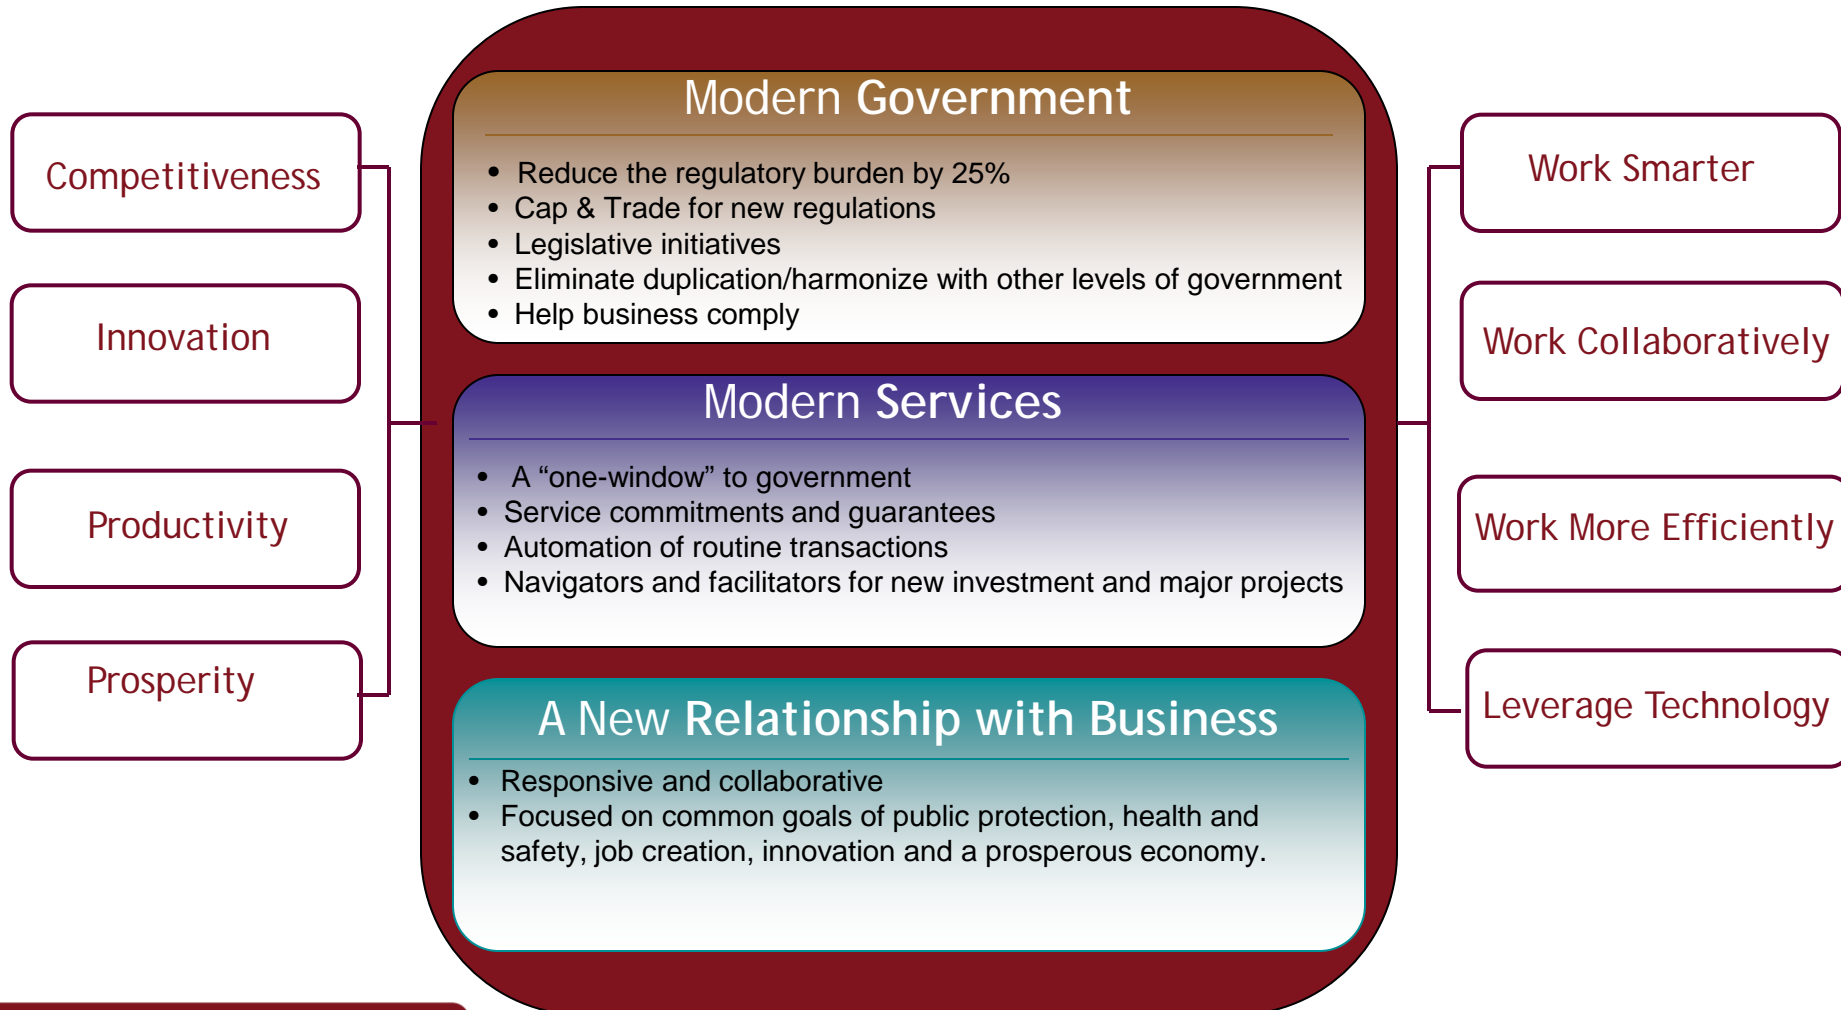 Competitiveness
Innovation
Productivity
Prosperity
Modern Government
• Reduce the regulatory burden by 25%
• Cap & Trade for new regulations
• Legislative initiatives
• Eliminate duplication/harmonize with other levels of government
• Help business comply
Modern Services
• A “one-window” to government
• Service commitments and guarantees
• Automation of routine transactions
• Navigators and facilitators for new investment and major projects
A New Relationship with Business
• Responsive and collaborative
• Focused on common goals of public protection, health and
safety, job creation, innovation and a prosperous economy.
Work Smarter
Work Collaboratively
Work More Efficiently
Leverage Technology